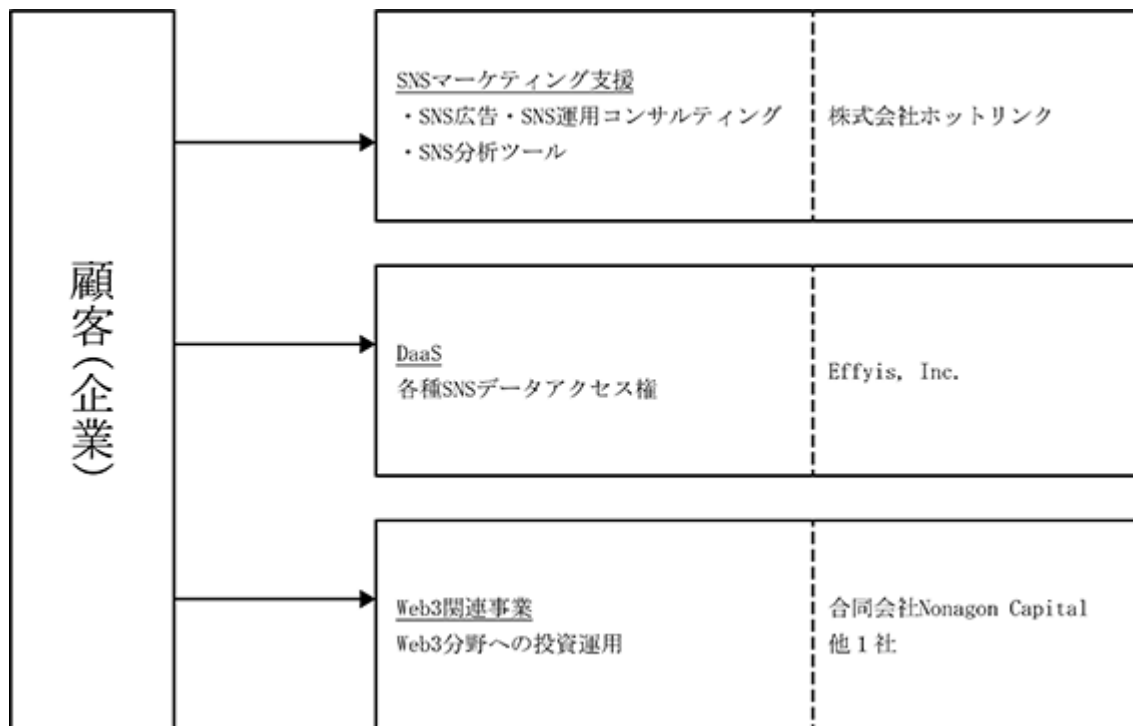 顧客(企業)
SNSマーケティング支援
・SNS広告・SNS運用コンサルティング
・SNS分析ツール
株式会社ホットリンク
DaaS
各種SNSデータアクセス権
Effyis, Inc.
Web3関連事業
Web3分野への投資運用
合同会社Nonagon Capital
他１社